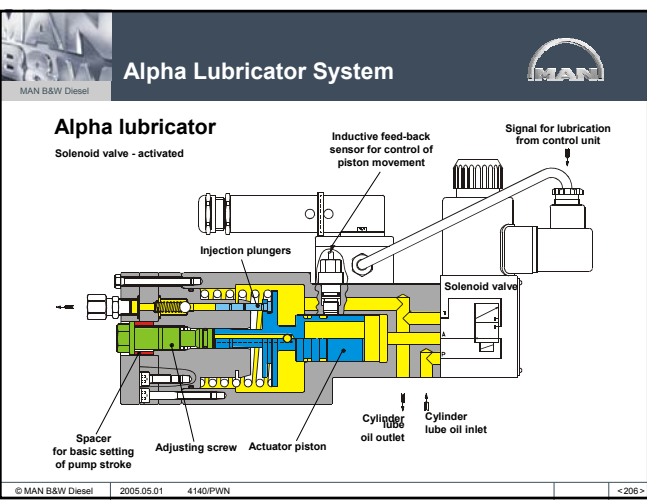 MAN
B&W
MAN B&W Diesel
Alpha Lubricator System
MAN
Alpha lubricator
Solenoid valve - activated
Inductive feed-back
sensor for control of
piston movement
Signal for lubrication
from control unit
Injection plungers
Solenoid valve
A
P
Spacer
for basic setting
of pump stroke
Adjusting screw
Actuator piston
Cylinder
lube
oil outlet
Cylinder
lube oil inlet
© MAN B&W Diesel
2005.05.01
4140/PWN
<206>